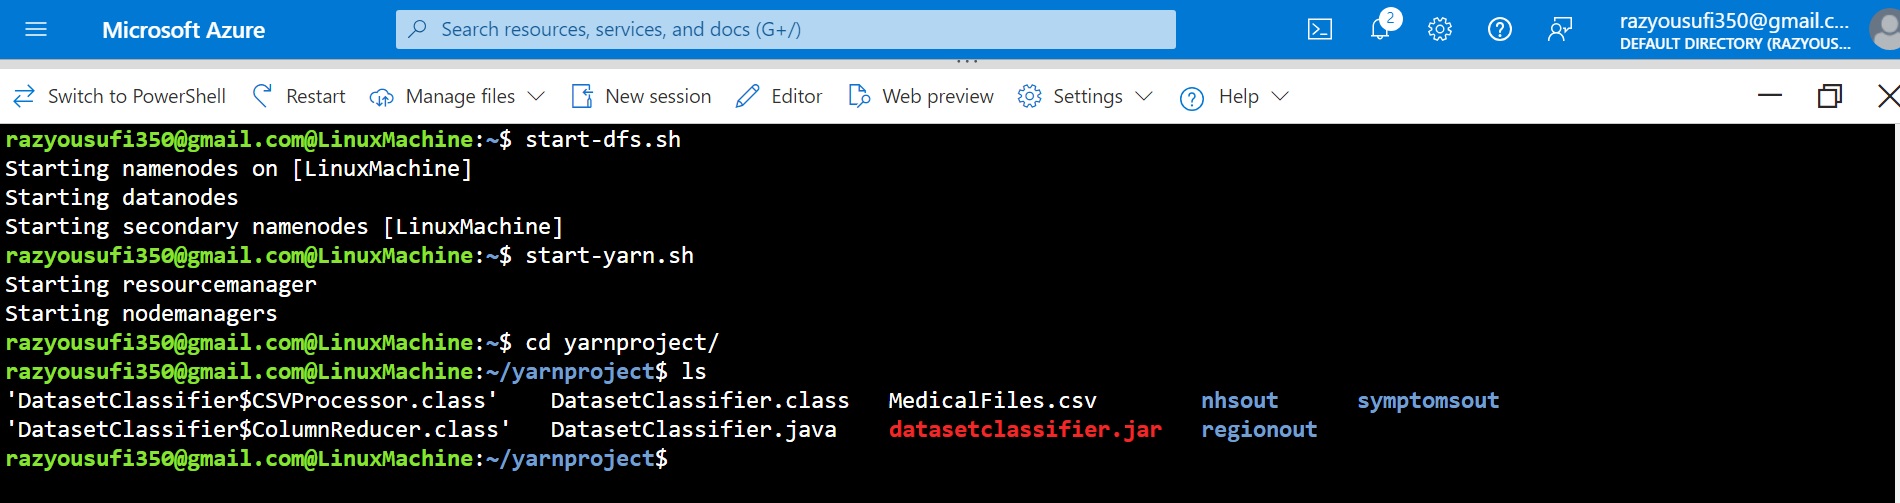 Microsoft Azure
Search resources, services, and docs (G+/)
2
razyousufi350@gmail.c...
DEFAULT DIRECTORY (RAZYOUS...
Switch to PowerShell Restart Manage files New session Editor Web preview Settings Help
razyousufi350@gmail.com@LinuxMachine:~$ start-dfs.sh
Starting namenodes on [LinuxMachine]
Starting datanodes
Starting secondary namenodes [LinuxMachine]
razyousufi350@gmail.com@LinuxMachine:~$ start-yarn.sh
Starting resourcemanager
Starting nodemanagers
razyousufi350@gmail.com@LinuxMachine:~$ cd yarnproject/
razyousufi350@gmail.com@LinuxMachine:~/yarnproject$ ls
'DatasetClassifier$CSVProcessor.class' DatasetClassifier.class MedicalFiles.csv nhsout symptomsout
'DatasetClassifier$ColumnReducer.class' DatasetClassifier.java datasetclassifier.jar regionout
razyousufi350@gmail.com@LinuxMachine:~/yarnproject$